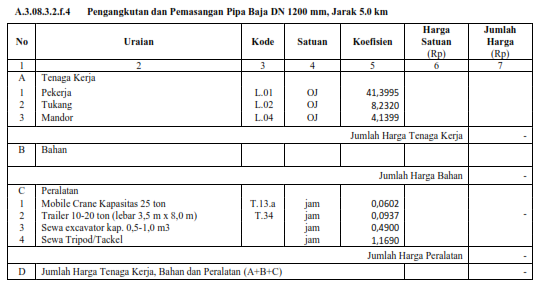 A.3.08.3.2.f.4 Pengangkutan dan Pemasangan Pipa Baja DN 1200 mm, Jarak 5.0 km
No Uraian Kode Satuan Koefisien Harga Satuan (Rp) Jumlah Harga (Rp)
1 2 3 4 5 6 7
A Tenaga Kerja
1 Pekerja L.01 OJ 41,3995
2 Tukang L.02 OJ 8,2320
3 Mandor L.04 OJ 4,1399
Jumlah Harga Tenaga Kerja -
B Bahan
Jumlah Harga Bahan -
C Peralatan
1 Mobile Crane Kapasitas 25 ton T.13.a jam 0,0602
2 Trailer 10-20 ton (lebar 3,5 m x 8,0 m) T.34 jam 0,0937 -
3 Sewa excavator kap. 0,5-1,0 m3 jam 0,4900
4 Sewa Tripod/Tackel jam 1,1690
Jumlah Harga Peralatan -
D Jumlah Harga Tenaga Kerja, Bahan dan Peralatan (A+B+C) -